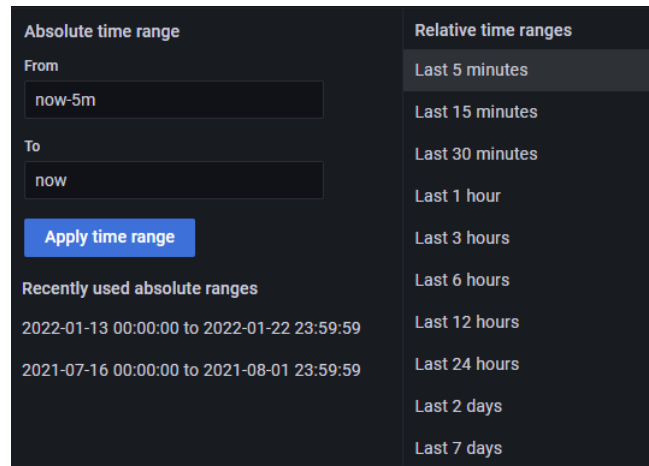 Absolute time range
From
now-5m
To
now
Apply time range
Recently used absolute ranges
2022-01-13 00:00:00 to 2022-01-22 23:59:59
2021-07-16 00:00:00 to 2021-08-01 23:59:59
Relative time ranges
Last 5 minutes
Last 15 minutes
Last 30 minutes
Last 1 hour
Last 3 hours
Last 6 hours
Last 12 hours
Last 24 hours
Last 2 days
Last 7 days